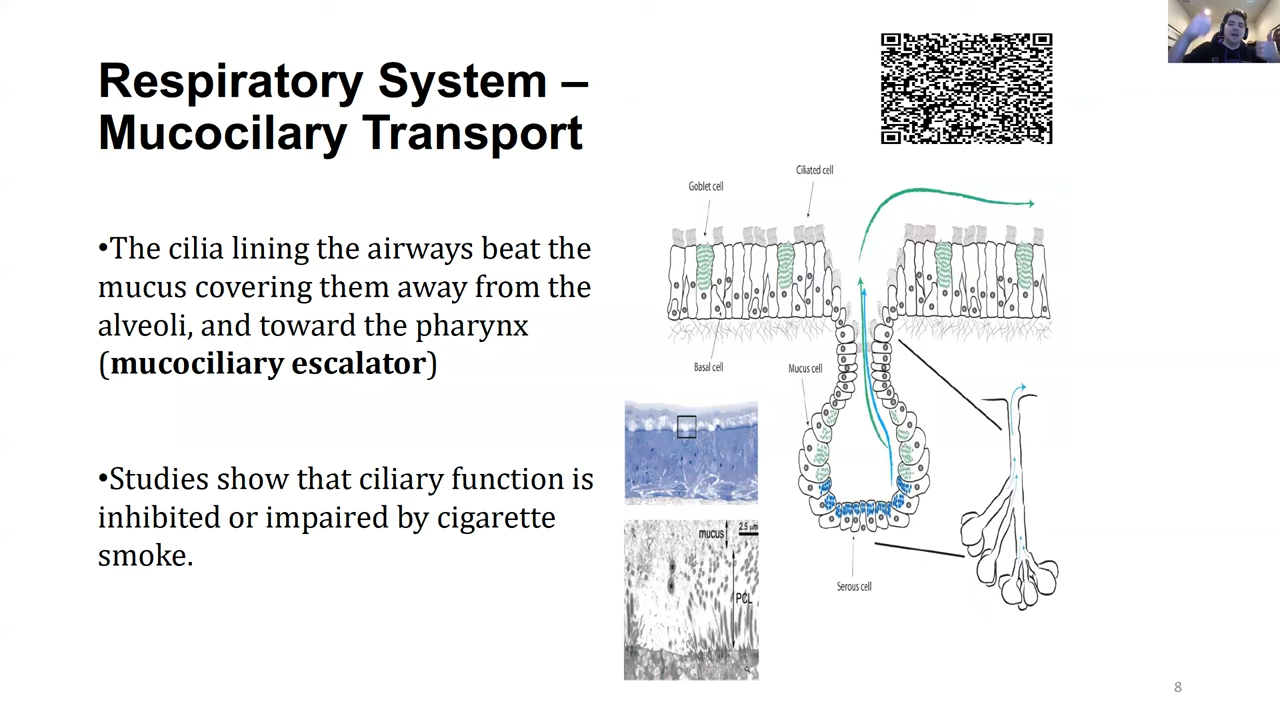 Respiratory System –
Mucocilary Transport
•The cilia lining the airways beat the
mucus covering them away from the
alveoli, and toward the pharynx
(mucociliary escalator)
•Studies show that ciliary function is
inhibited or impaired by cigarette
smoke.
Goblet cell
Ciliated cell
Basal cell
Mucus cell
Serous cell
mucus
2.5 µm
PCL
8